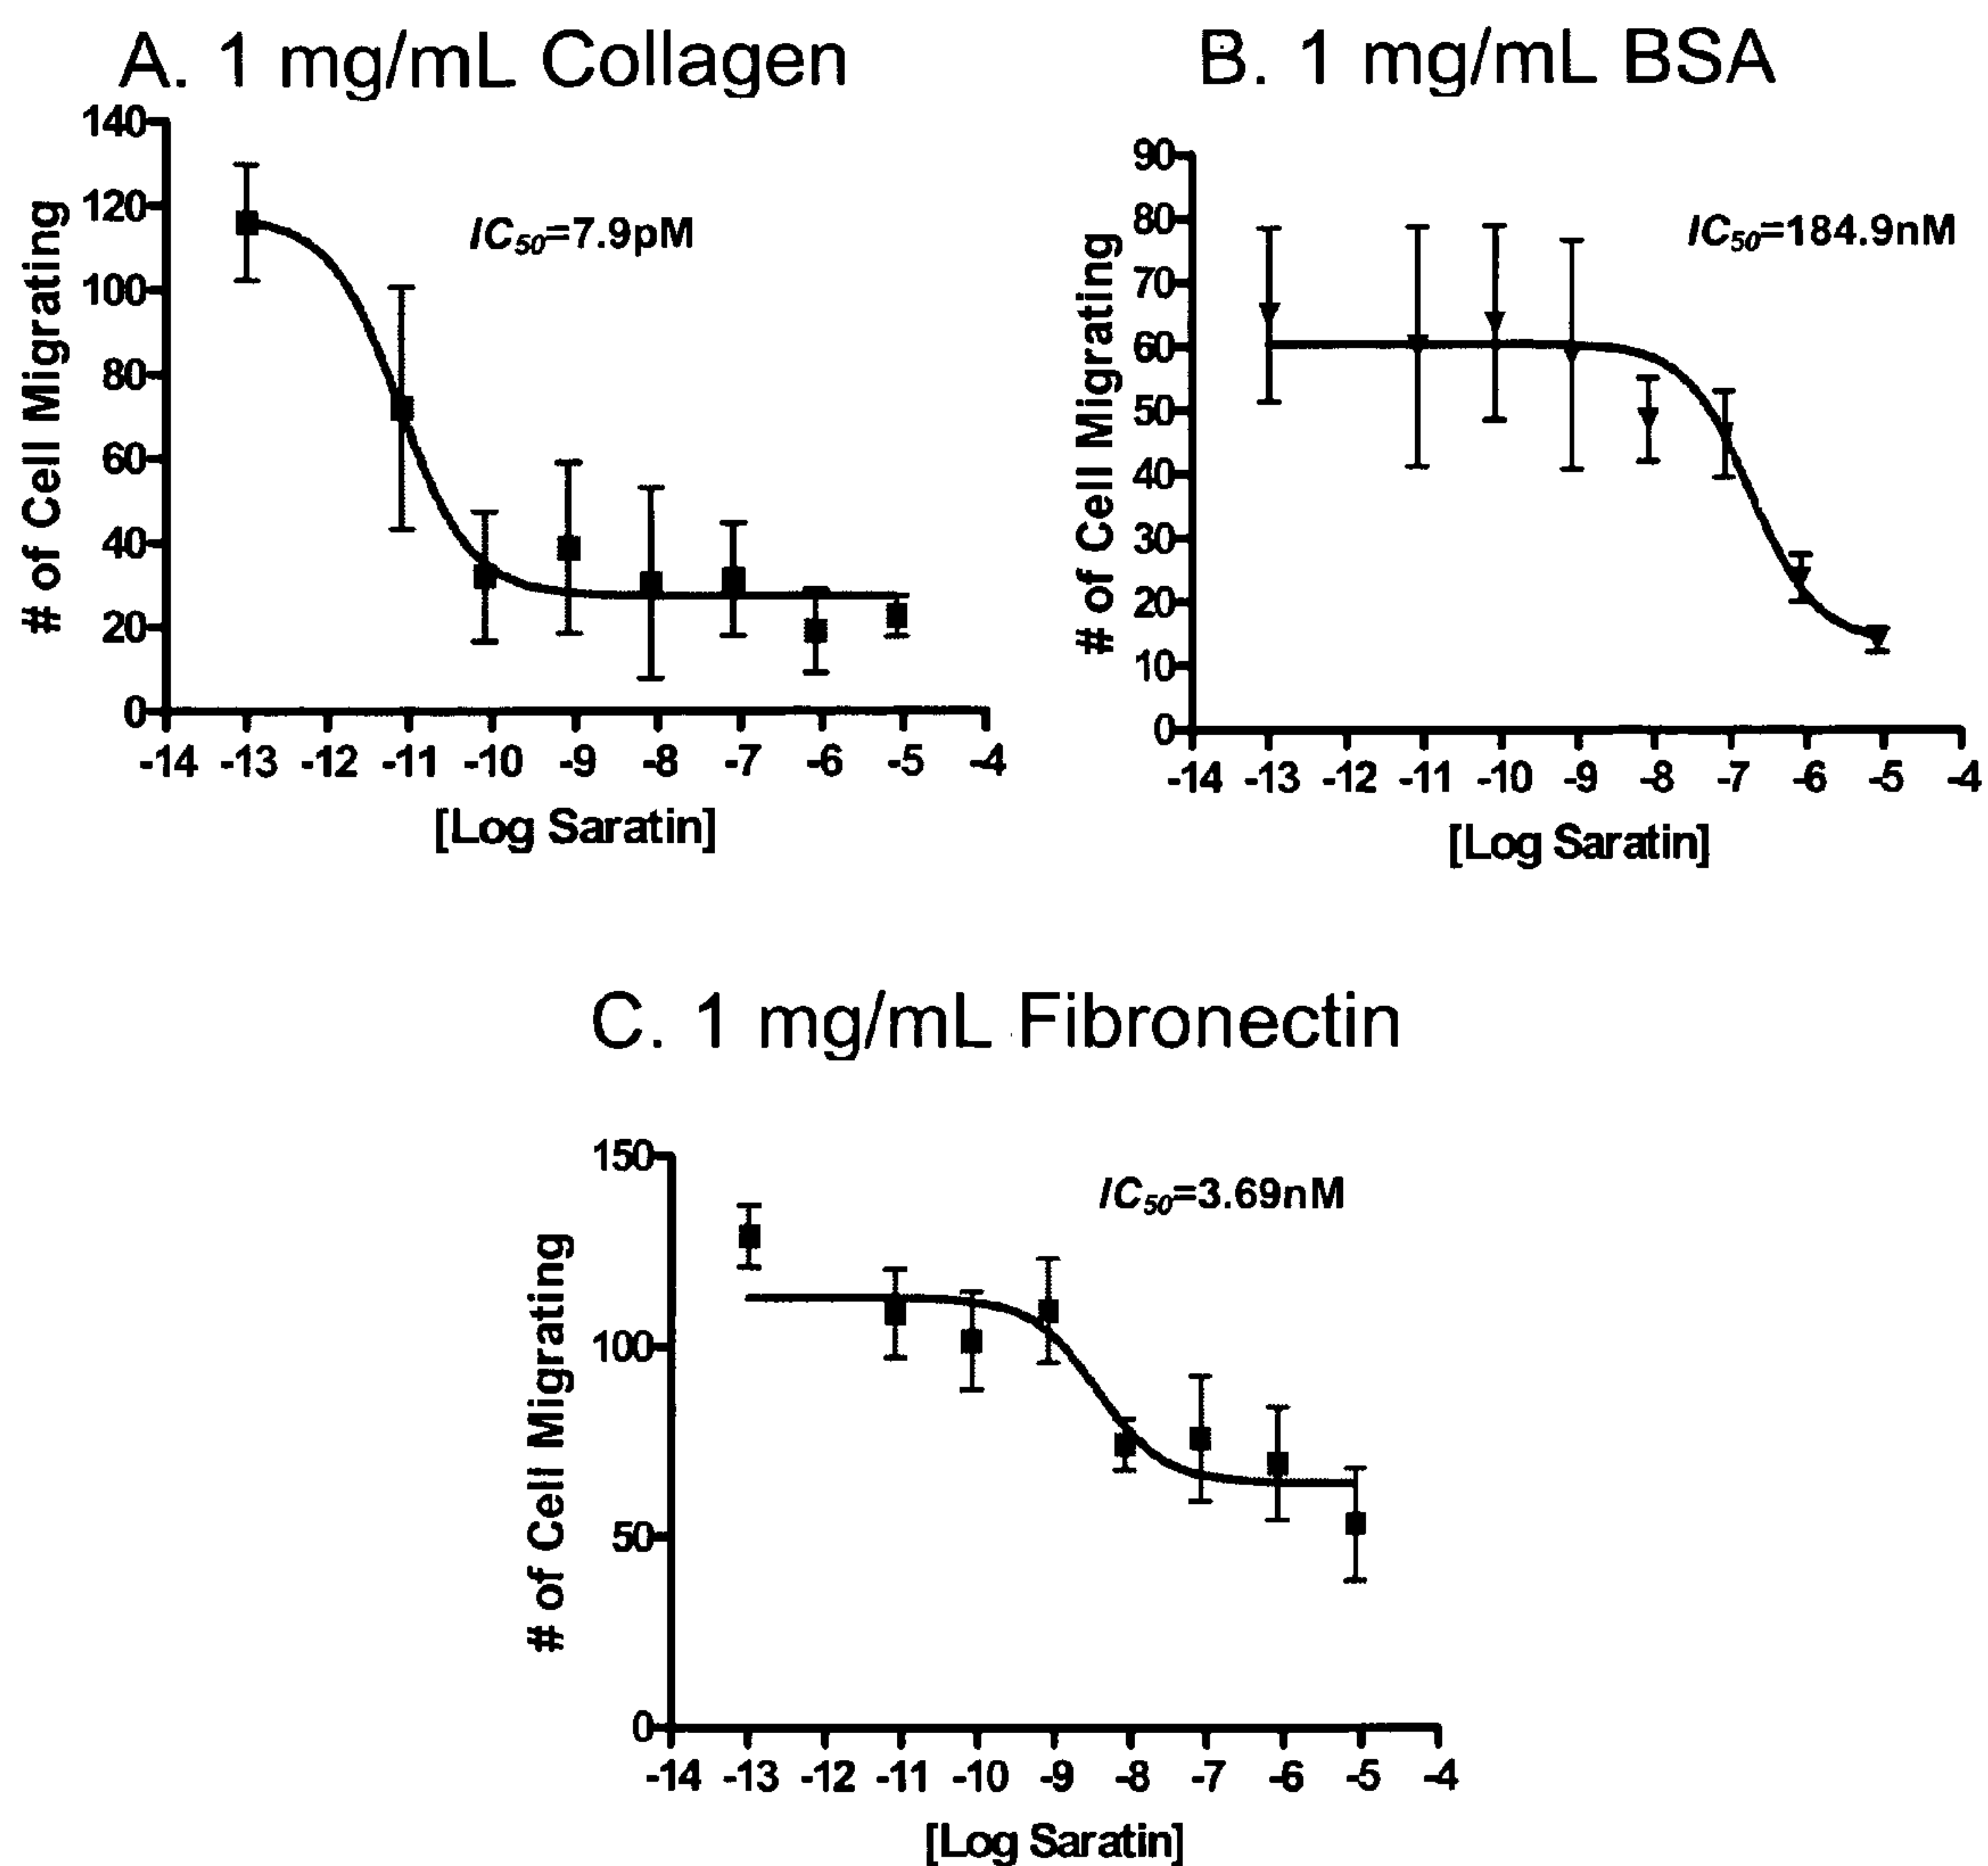 A. 1 mg/mL Collagen
140
120
100
80
60
40
20
0
# of Cell Migrating
IC50=7.9pM
-14 -13 -12 -11 -10 -9 -8 -7 -6 -5 -4
[Log Saratin]
B. 1 mg/mL BSA
90
80
70
60
50
40
30
20
10
0
# of Cell Migrating
IC50=184.9nM
-14 -13 -12 -11 -10 -9 -8 -7 -6 -5 -4
[Log Saratin]
C. 1 mg/mL Fibronectin
150
100
50
0
# of Cell Migrating
IC50=3.69nM
-14 -13 -12 -11 -10 -9 -8 -7 -6 -5 -4
[Log Saratin]